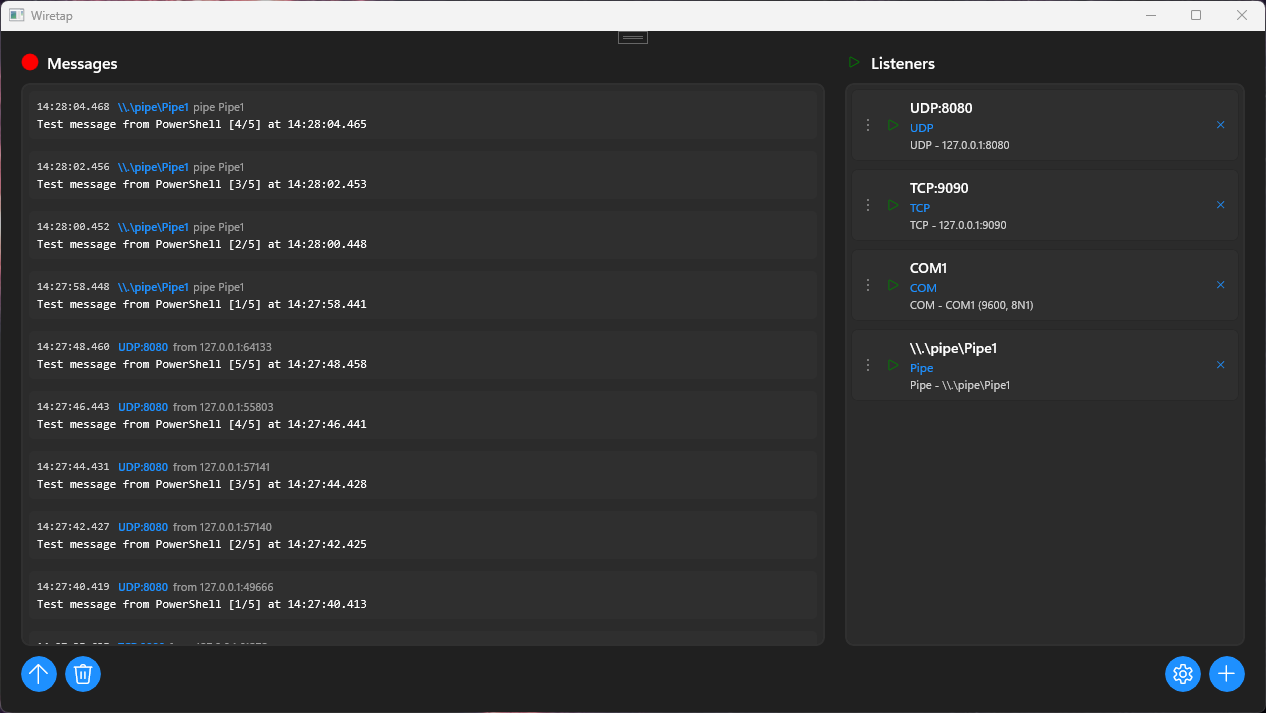 Wiretap
Messages
14:28:04.468 \\.\pipe\Pipe1 pipe Pipe1
Test message from PowerShell [4/5] at 14:28:04.465
14:28:02.456 \\.\pipe\Pipe1 pipe Pipe1
Test message from PowerShell [3/5] at 14:28:02.453
14:28:00.452 \\.\pipe\Pipe1 pipe Pipe1
Test message from PowerShell [2/5] at 14:28:00.448
14:27:58.448 \\.\pipe\Pipe1 pipe Pipe1
Test message from PowerShell [1/5] at 14:27:58.441
14:27:48.460 UDP:8080 from 127.0.0.1:64133
Test message from PowerShell [5/5] at 14:27:48.458
14:27:46.443 UDP:8080 from 127.0.0.1:55803
Test message from PowerShell [4/5] at 14:27:46.441
14:27:44.431 UDP:8080 from 127.0.0.1:57141
Test message from PowerShell [3/5] at 14:27:44.428
14:27:42.427 UDP:8080 from 127.0.0.1:57140
Test message from PowerShell [2/5] at 14:27:42.425
14:27:40.419 UDP:8080 from 127.0.0.1:49666
Test message from PowerShell [1/5] at 14:27:40.413
Listeners
UDP:8080
UDP
UDP - 127.0.0.1:8080
TCP:9090
TCP
TCP - 127.0.0.1:9090
COM1
COM
COM - COM1 (9600, 8N1)
\\.\pipe\Pipe1
Pipe
Pipe - \\.\pipe\Pipe1